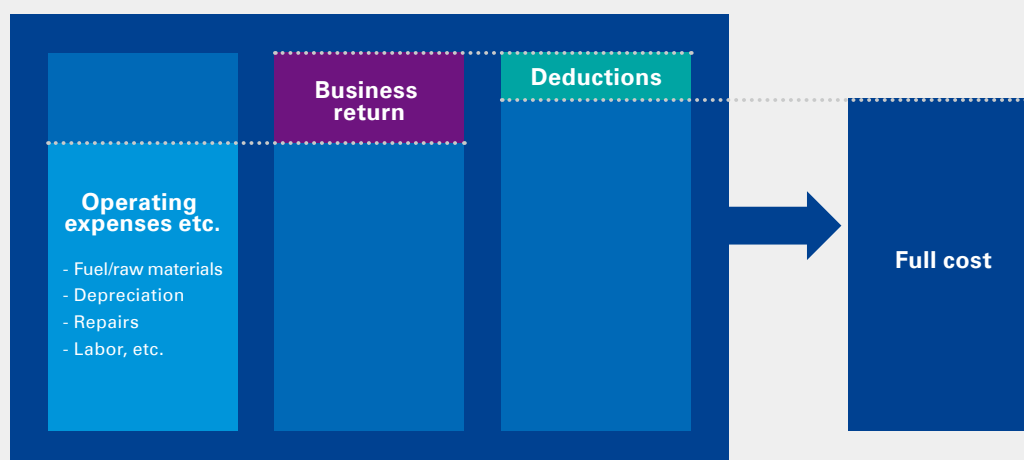 Operating
expenses etc.
- Fuel/raw materials
- Depreciation
- Repairs
- Labor, etc.
Business
return
Deductions
Full cost